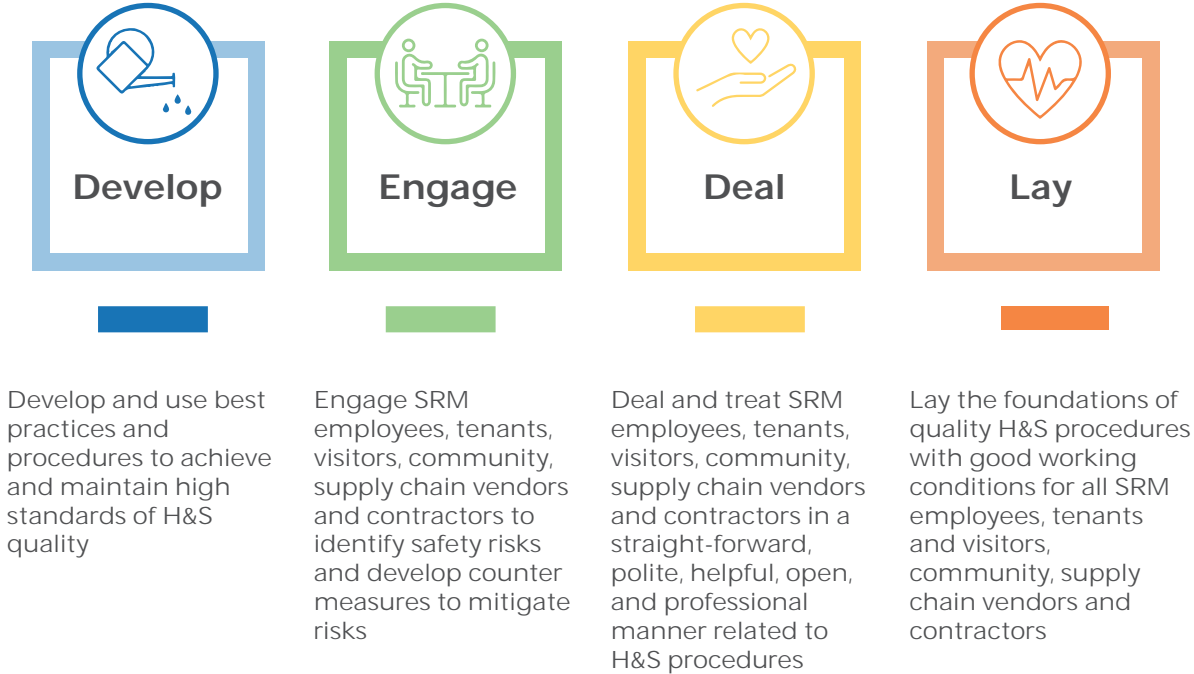 Develop
Engage
Deal
Lay
Develop and use best
practices and
procedures to achieve
and maintain high
standards of H&S
quality
Engage SRM
employees, tenants,
visitors, community,
supply chain vendors
and contractors to
identify safety risks
and develop counter
measures to mitigate
risks
Deal and treat SRM
employees, tenants,
visitors, community,
supply chain vendors
and contractors in a
straight-forward,
polite, helpful, open,
and professional
manner related to
H&S procedures
Lay the foundations of
quality H&S procedures
with good working
conditions for all SRM
employees, tenants
and visitors,
community, supply
chain vendors and
contractors